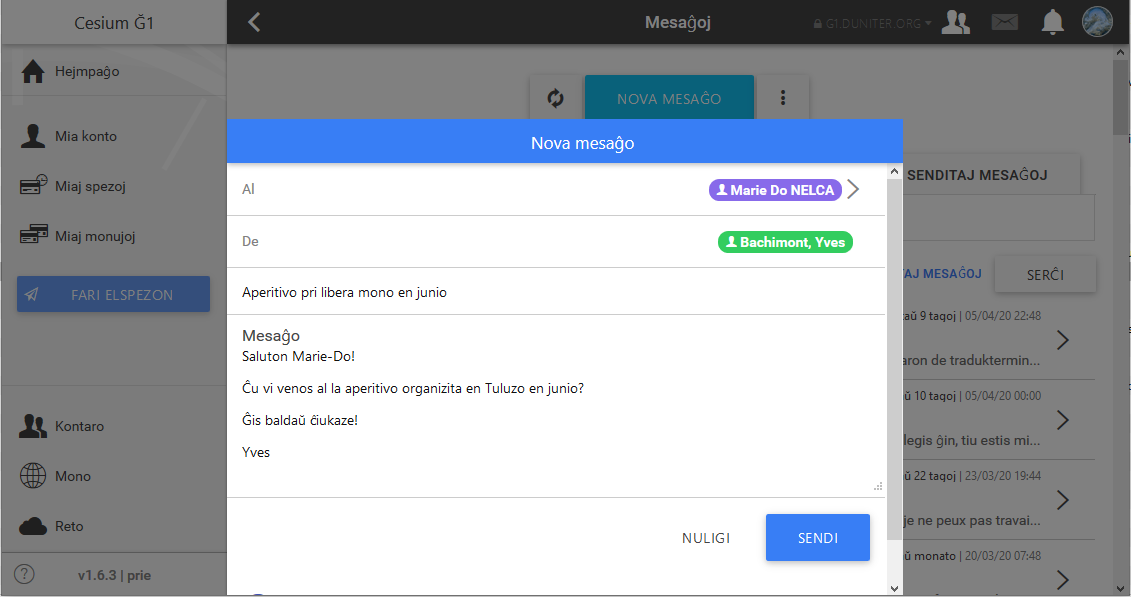 Cesium Ğ1
Mesaĝoj
G1.DUNITER.ORG
Hejmpaĝo
Mia konto
Miaj spezoj
Miaj monujoj
FARI ELSPEZON
Kontaro
Mono
Reto
v1.6.3 | prie
NOVA MESAĜO
Nova mesaĝo
Al
Marie Do NELCA
De
Bachimont, Yves
Aperitivo pri libera mono en junio
Mesaĝo
Saluton Marie-Do!
Ĉu vi venos al la aperitivo organizita en Tuluzo en junio?
Ĝis baldaŭ ĉiukaze!
Yves
NULIGI
SENDI
SENDITAJ MESAĜOJ
TAJ MESAĜOJ
SERĈI
taŭ 9 tagoj | 05/04/20 22:48
aron de traduktermin...
ŭ 10 tagoj | 05/04/20 00:00
legis ĝin, tiu estis mi...
ŭ 22 tagoj | 23/03/20 19:44
je ne peux pas travai...
ŭ monato | 20/03/20 07:48